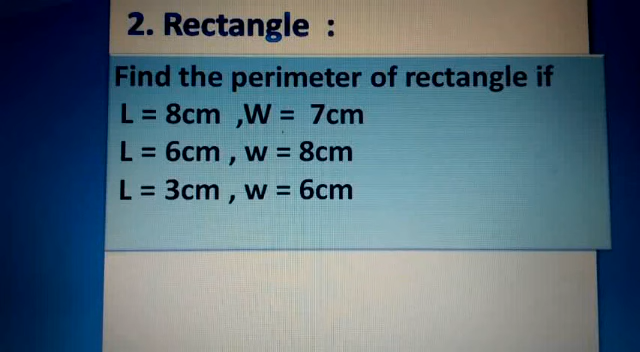 2. Rectangle :
Find the perimeter of rectangle if
L = 8cm ,W = 7cm
L = 6cm , w = 8cm
L = 3cm , w = 6cm